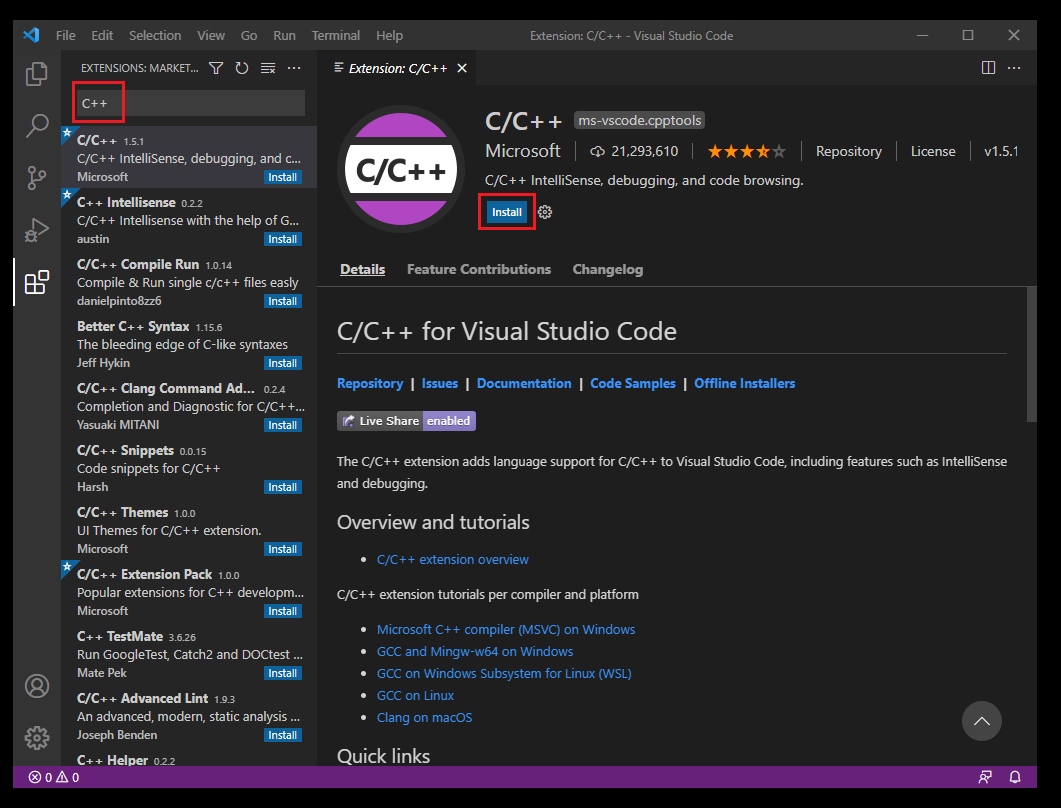 File Edit Selection View Go Run Terminal Help Extension: C/C++ - Visual Studio Code
EXTENSIONS: MARKET...
C++
C/C++ 1.5.1
C/C++ IntelliSense, debugging, and c...
Microsoft Install
C++ Intellisense 0.2.2
C/C++ Intellisense with the help of G...
austin Install
C/C++ Compile Run 1.0.14
Compile & Run single c/c++ files easly
danielpinto8zz6 Install
Better C++ Syntax 1.15.6
The bleeding edge of C-like syntaxes
Jeff Hykin Install
C/C++ Clang Command Ad... 0.2.4
Completion and Diagnostic for C/C++...
Yasuaki MITANI Install
C/C++ Snippets 0.0.15
Code snippets for C/C++
Harsh Install
C/C++ Themes 1.0.0
UI Themes for C/C++ extension.
Microsoft Install
C/C++ Extension Pack 1.0.0
Popular extensions for C++ developm...
Microsoft Install
C++ TestMate 3.6.26
Run GoogleTest, Catch2 and DOCtest ...
Mate Pek Install
C/C++ Advanced Lint 1.9.3
An advanced, modern, static analysis ...
Joseph Benden Install
C++ Helper 0.2.2
Extension: C/C++
C/C++
C/C++ ms-vscode.cpptools
Microsoft 21,293,610 Repository License v1.5.1
C/C++ IntelliSense, debugging, and code browsing.
Install
Details Feature Contributions Changelog
C/C++ for Visual Studio Code
Repository | Issues | Documentation | Code Samples | Offline Installers
Live Share enabled
The C/C++ extension adds language support for C/C++ to Visual Studio Code, including features such as IntelliSense
and debugging.
Overview and tutorials
• C/C++ extension overview
C/C++ extension tutorials per compiler and platform
• Microsoft C++ compiler (MSVC) on Windows
• GCC and Mingw-w64 on Windows
• GCC on Windows Subsystem for Linux (WSL)
• GCC on Linux
• Clang on macOS
Quick links
0 0